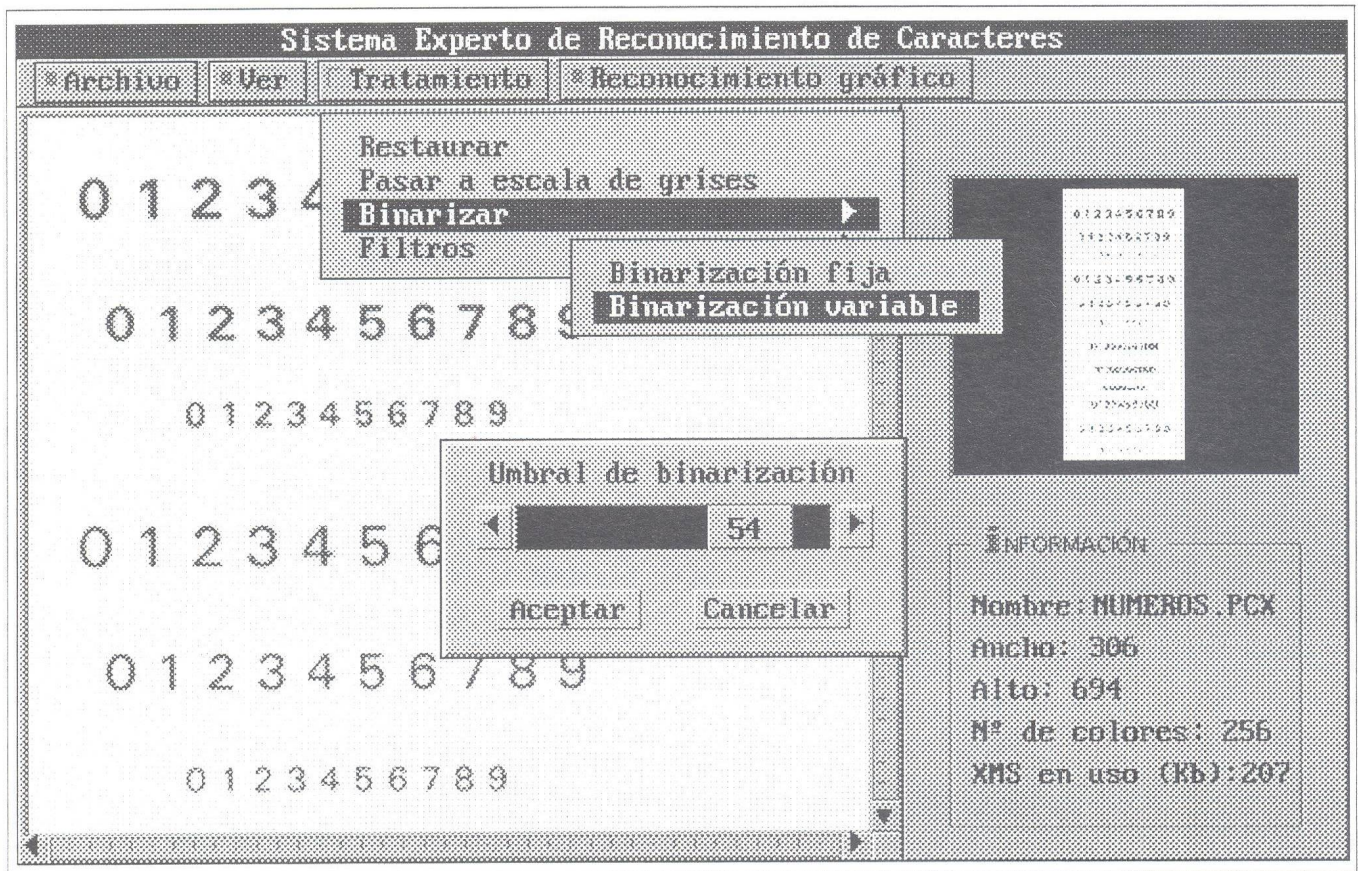 Sistema Experto de Reconocimiento de Caracteres
Archivo Ver Tratamiento Reconocimiento gráfico
Restaurar
Pasar a escala de grises
Binarizar
Filtros
Binarización fija
Binarización variable
0 1 2 3 4
0 1 2 3 4 5 6 7 8 9
0 1 2 3 4 5 6 7 8 9
0 1 2 3 4 5 6
0 1 2 3 4 5 6 7 8 9
0 1 2 3 4 5 6 7 8 9
Umbral de binarización
54
Aceptar Cancelar
0123456789
INFORMACIÓN
Nombre:NUMEROS.PCX
Ancho: 306
Alto: 694
Nº de colores: 256
XMS en uso (Kb):207